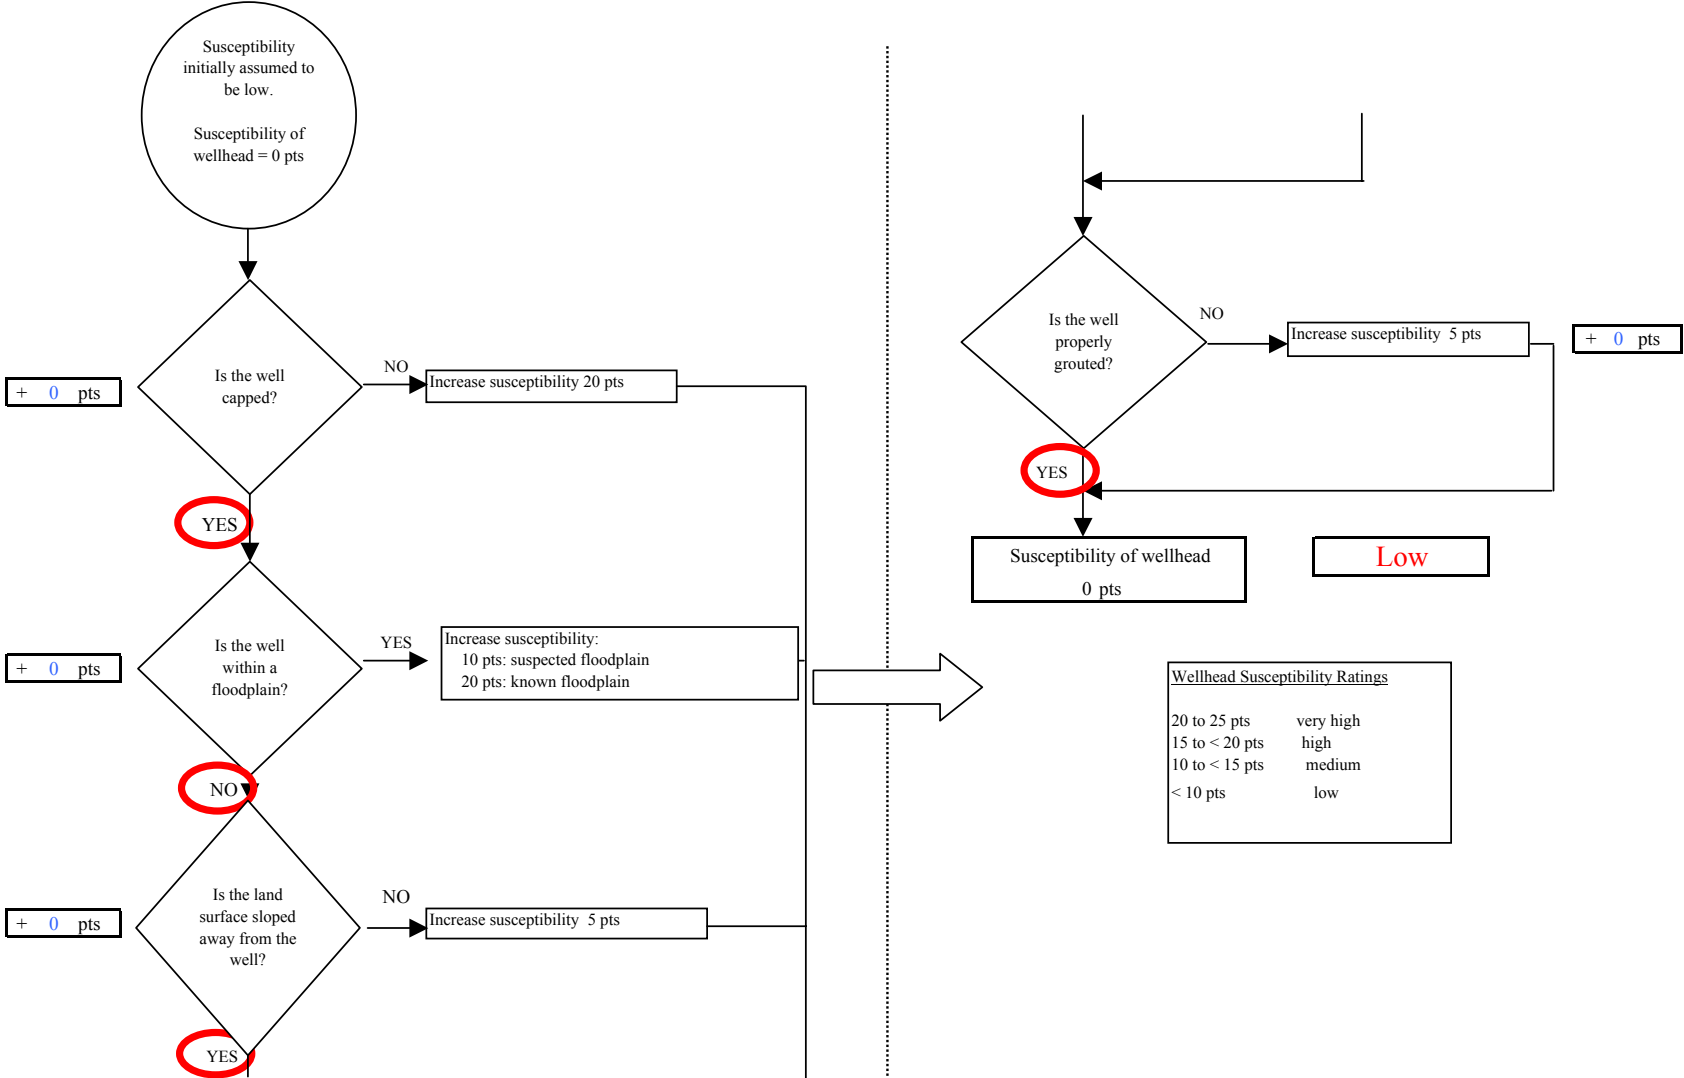 Susceptibility
initially assumed to
be low.
Susceptibility of
wellhead = 0 pts
Is the well
capped?
NO
Increase susceptibility 20 pts
+ 0 pts
YES
Is the well
within a
floodplain?
YES
Increase susceptibility:
10 pts: suspected floodplain
20 pts: known floodplain
+ 0 pts
NO
Is the land
surface sloped
away from the
well?
NO
Increase susceptibility 5 pts
+ 0 pts
YES
Is the well
properly
grouted?
NO
Increase susceptibility 5 pts
+ 0 pts
YES
Susceptibility of wellhead
0 pts
Low
Wellhead Susceptibility Ratings
20 to 25 pts very high
15 to < 20 pts high
10 to < 15 pts medium
< 10 pts low